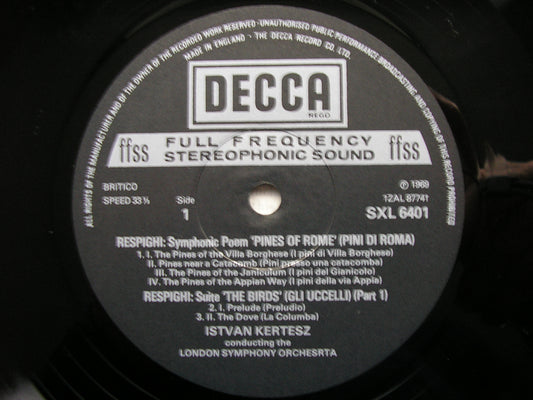 ALL RIGHTS OF THE MANUFACTURER AND OF THE OWNER OF THE RECORDED WORK RESERVED · UNAUTHORISED PUBLIC PERFORMANCE, BROADCASTING AND COPYING OF THIS RECORD PROHIBITED
MADE IN ENGLAND · THE DECCA RECORD CO. LTD.
DECCA
REGD
ffss FULL FREQUENCY STEREOPHONIC SOUND ffss
BRITICO
SPEED 33⅓
Side
1
℗ 1969
1ZAL 87741
SXL 6401
RESPIGHI: Symphonic Poem 'PINES OF ROME' (PINI DI ROMA)
1. I. The Pines of the Villa Borghese (I pini di Villa Borghese)
II. Pines near a Catacomb (Pini presso una catacomba)
III. The Pines of the Janiculum (I pini del Gianicolo)
IV. The Pines of the Appian Way (I pini della via Appia)
RESPIGHI: Suite 'THE BIRDS' (GLI UCCELLI) (Part 1)
2. I. Prelude (Preludio)
3. II. The Dove (La Columba)
ISTVAN KERTESZ
conducting the
LONDON SYMPHONY ORCHESRTA